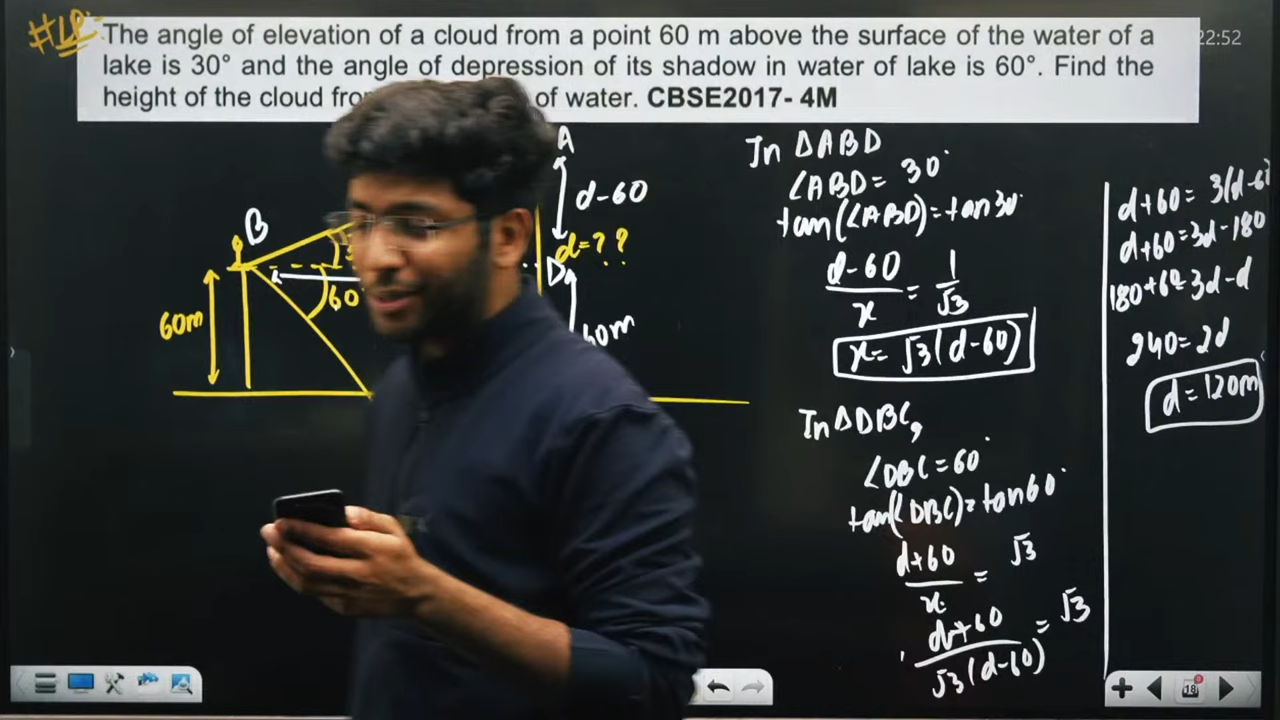 #LP.
The angle of elevation of a cloud from a point 60 m above the surface of the water of a
lake is 30° and the angle of depression of its shadow in water of lake is 60°. Find the
height of the cloud of water. CBSE2017- 4M
22:52
B
60m
60
A
d-60
d=??
D
60m
In △ABD
∠ABD= 30°
tan(∠ABD)=tan30°
d-60/x = 1/√3
x= √3(d-60)
In △DBC,
∠DBC=60°
tan(∠DBC)=tan60°
d+60/x = √3
d+60/√3(d-60) = √3
d+60= 3(d-6
d+60=3d-180
180+60=3d-d
240=2d
d=120m
18